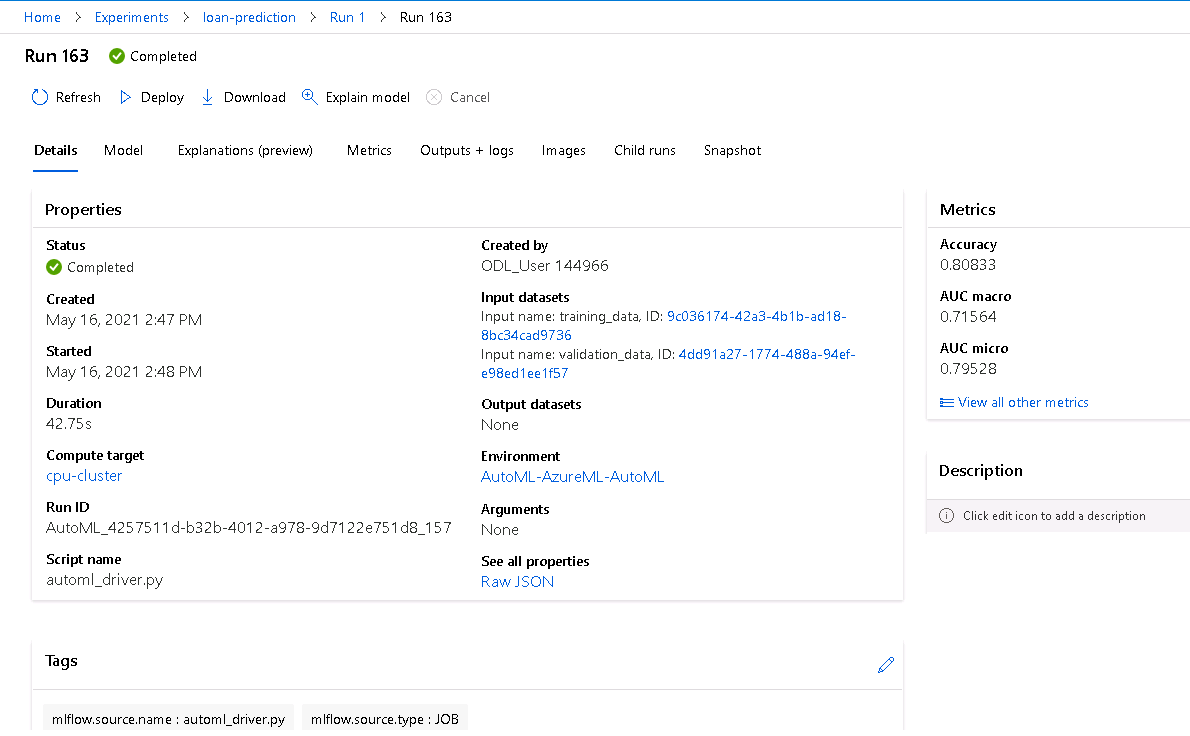 Home > Experiments > loan-prediction > Run 1 > Run 163
Run 163 Completed
Refresh Deploy Download Explain model Cancel
Details Model Explanations (preview) Metrics Outputs + logs Images Child runs Snapshot
Properties
Status
Completed
Created
May 16, 2021 2:47 PM
Started
May 16, 2021 2:48 PM
Duration
42.75s
Compute target
cpu-cluster
Run ID
AutoML_4257511d-b32b-4012-a978-9d7122e751d8_157
Script name
automl_driver.py
Created by
ODL_User 144966
Input datasets
Input name: training_data, ID: 9c036174-42a3-4b1b-ad18-
8bc34cad9736
Input name: validation_data, ID: 4dd91a27-1774-488a-94ef-
e98ed1ee1f57
Output datasets
None
Environment
AutoML-AzureML-AutoML
Arguments
None
See all properties
Raw JSON
Metrics
Accuracy
0.80833
AUC macro
0.71564
AUC micro
0.79528
View all other metrics
Description
Click edit icon to add a description
Tags
mlflow.source.name : automl_driver.py mlflow.source.type : JOB